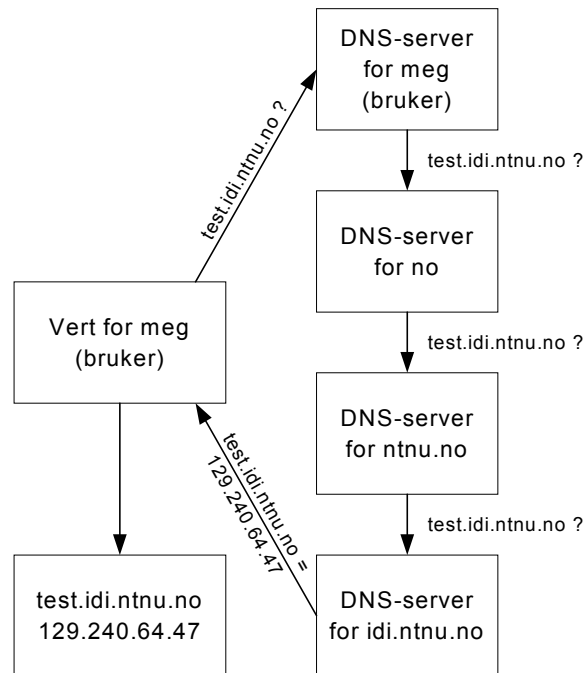 DNS-server
for meg
(bruker)
test.idi.ntnu.no ?
test.idi.ntnu.no ?
DNS-server
for no
Vert for meg
(bruker)
test.idi.ntnu.no ?
DNS-server
for ntnu.no
test.idi.ntnu.no =
129.240.64.47
test.idi.ntnu.no ?
test.idi.ntnu.no
129.240.64.47
DNS-server
for idi.ntnu.no